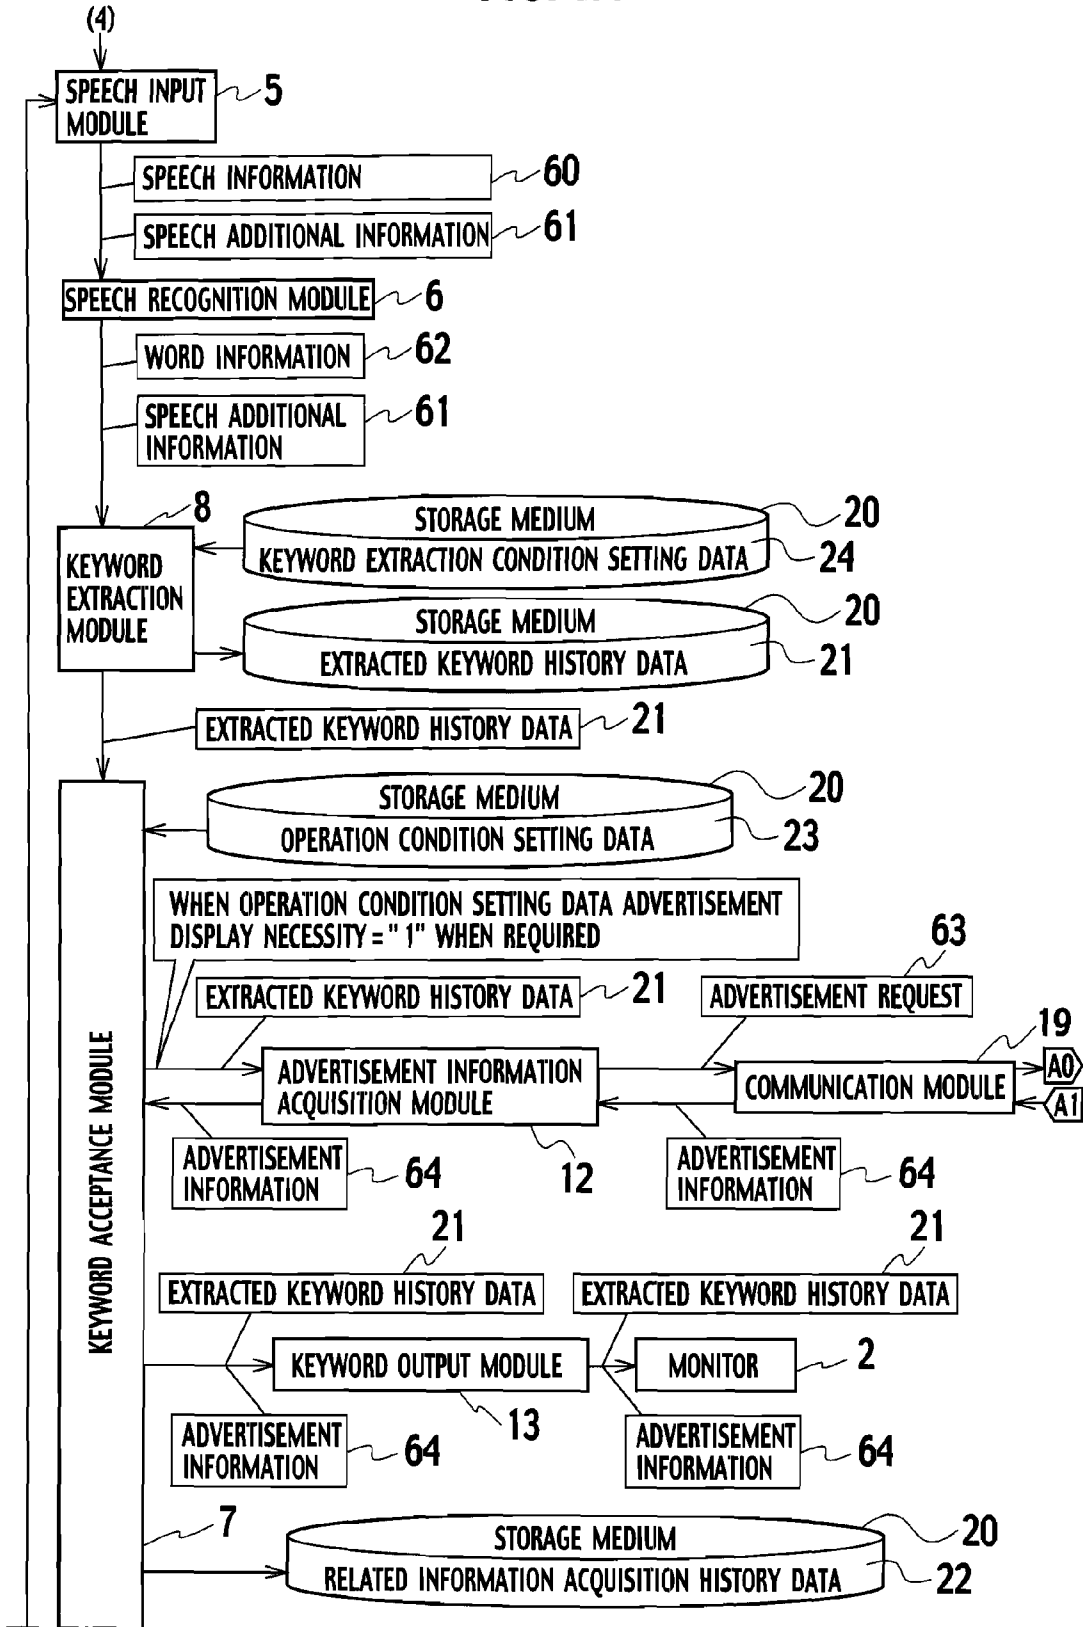 (4)
SPEECH INPUT
MODULE
5
SPEECH INFORMATION
60
SPEECH ADDITIONAL INFORMATION
61
SPEECH RECOGNITION MODULE
6
WORD INFORMATION
62
SPEECH ADDITIONAL
INFORMATION
61
8
KEYWORD
EXTRACTION
MODULE
STORAGE MEDIUM
20
KEYWORD EXTRACTION CONDITION SETTING DATA
24
STORAGE MEDIUM
20
EXTRACTED KEYWORD HISTORY DATA
21
EXTRACTED KEYWORD HISTORY DATA
21
STORAGE MEDIUM
20
OPERATION CONDITION SETTING DATA
23
WHEN OPERATION CONDITION SETTING DATA ADVERTISEMENT
DISPLAY NECESSITY = "1" WHEN REQUIRED
63
EXTRACTED KEYWORD HISTORY DATA
21
ADVERTISEMENT REQUEST
19
KEYWORD ACCEPTANCE MODULE
ADVERTISEMENT INFORMATION
ACQUISITION MODULE
COMMUNICATION MODULE
A0
A1
ADVERTISEMENT
INFORMATION
64
12
ADVERTISEMENT
INFORMATION
64
21
21
EXTRACTED KEYWORD HISTORY DATA
EXTRACTED KEYWORD HISTORY DATA
KEYWORD OUTPUT MODULE
MONITOR
2
13
ADVERTISEMENT
INFORMATION
64
ADVERTISEMENT
INFORMATION
64
7
STORAGE MEDIUM
20
RELATED INFORMATION ACQUISITION HISTORY DATA
22